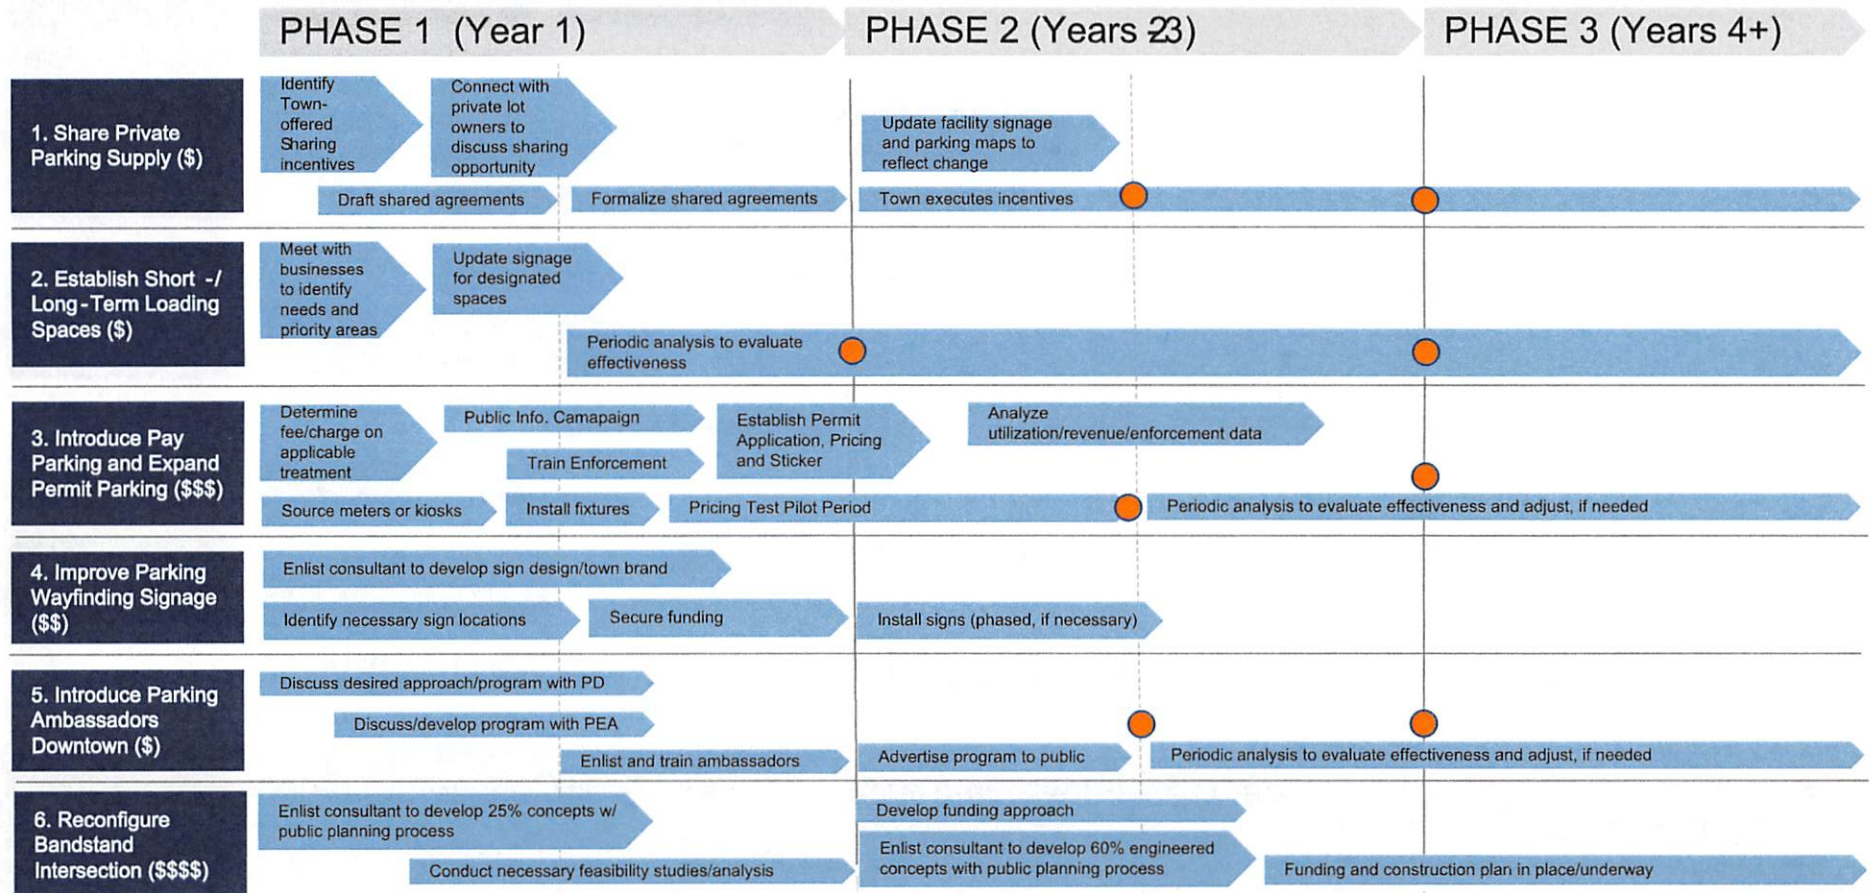 PHASE 1 (Year 1)
PHASE 2 (Years 23)
PHASE 3 (Years 4+)
1. Share Private
Parking Supply ($)
Identify
Town-
offered
Sharing
incentives
Connect with
private lot
owners to
discuss sharing
opportunity
Update facility signage
and parking maps to
reflect change
Draft shared agreements
Formalize shared agreements
Town executes incentives
2. Establish Short -/
Long-Term Loading
Spaces ($)
Meet with
businesses
to identify
needs and
priority areas
Update signage
for designated
spaces
Periodic analysis to evaluate
effectiveness
3. Introduce Pay
Parking and Expand
Permit Parking ($$$)
Determine
fee/charge on
applicable
treatment
Public Info. Camapaign
Train Enforcement
Establish Permit
Application, Pricing
and Sticker
Analyze
utilization/revenue/enforcement data
Source meters or kiosks
Install fixtures
Pricing Test Pilot Period
Periodic analysis to evaluate effectiveness and adjust, if needed
4. Improve Parking
Wayfinding Signage
($$)
Enlist consultant to develop sign design/town brand
Identify necessary sign locations
Secure funding
Install signs (phased, if necessary)
5. Introduce Parking
Ambassadors
Downtown ($)
Discuss desired approach/program with PD
Discuss/develop program with PEA
Enlist and train ambassadors
Advertise program to public
Periodic analysis to evaluate effectiveness and adjust, if needed
6. Reconfigure
Bandstand
Intersection ($$$$)
Enlist consultant to develop 25% concepts w/
public planning process
Conduct necessary feasibility studies/analysis
Develop funding approach
Enlist consultant to develop 60% engineered
concepts with public planning process
Funding and construction plan in place/underway